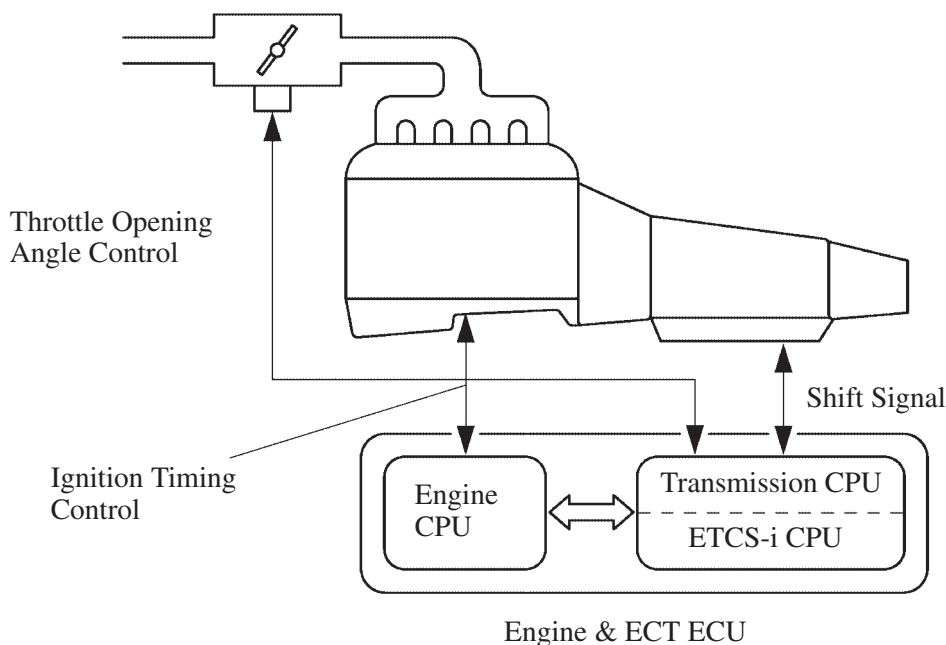 Throttle Opening
Angle Control
Shift Signal
Ignition Timing
Control
Engine
CPU
Transmission CPU
ETCS-i CPU
Engine & ECT ECU